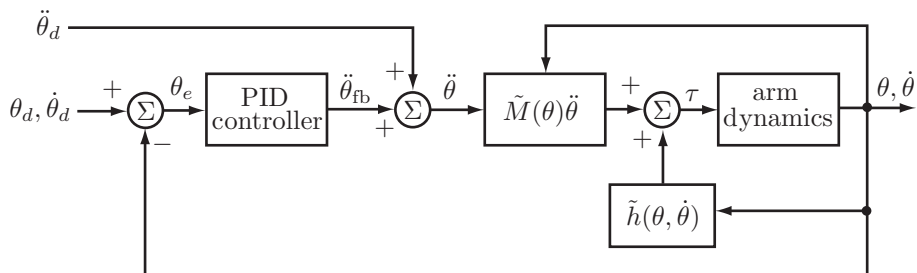 θ̈_d
θ_d, θ̇_d
+
−
Σ
θ_e
PID
controller
θ̈_fb
+
+
Σ
θ̈
M̃(θ)θ̈
+
+
Σ
τ
arm
dynamics
θ, θ̇
h̃(θ, θ̇)